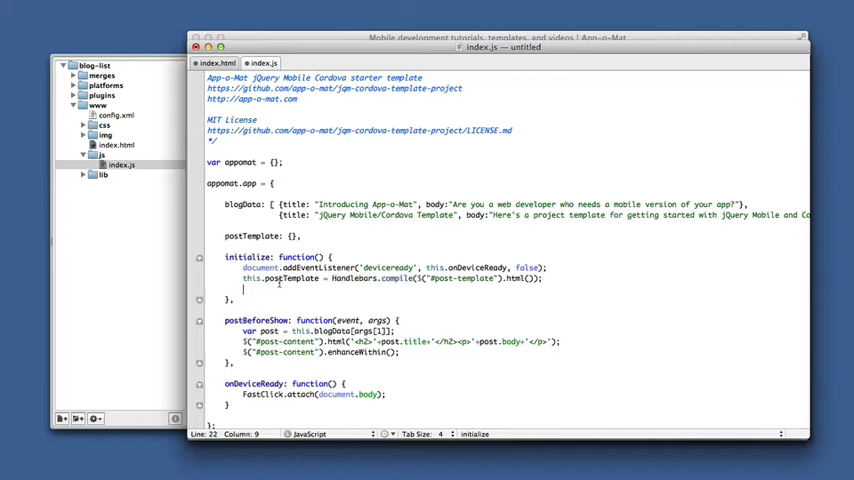 Mobile development tutorials, templates, and videos | App-o-Mat
index.js — untitled
index.html
index.js
blog-list
merges
platforms
plugins
www
config.xml
css
img
index.html
js
index.js
lib
App-o-Mat jQuery Mobile Cordova starter template
https://github.com/app-o-mat/jqm-cordova-template-project
http://app-o-mat.com
MIT License
https://github.com/app-o-mat/jqm-cordova-template-project/LICENSE.md
*/
var appomat = {};
appomat.app = {
blogData: [ {title: "Introducing App-o-Mat", body:"Are you a web developer who needs a mobile version of your app?"},
{title: "jQuery Mobile/Cordova Template", body:"Here's a project template for getting started with jQuery Mobile and Co
postTemplate: {},
initialize: function() {
document.addEventListener('deviceready', this.onDeviceReady, false);
this.postTemplate = Handlebars.compile($("#post-template").html());
},
postBeforeShow: function(event, args) {
var post = this.blogData[args[1]];
$("#post-content").html('<h2>'+post.title+'</h2><p>'+post.body+'</p>');
$("#post-content").enhanceWithin();
},
onDeviceReady: function() {
FastClick.attach(document.body);
}
};
Line: 22 Column: 9 JavaScript Tab Size: 4 initialize